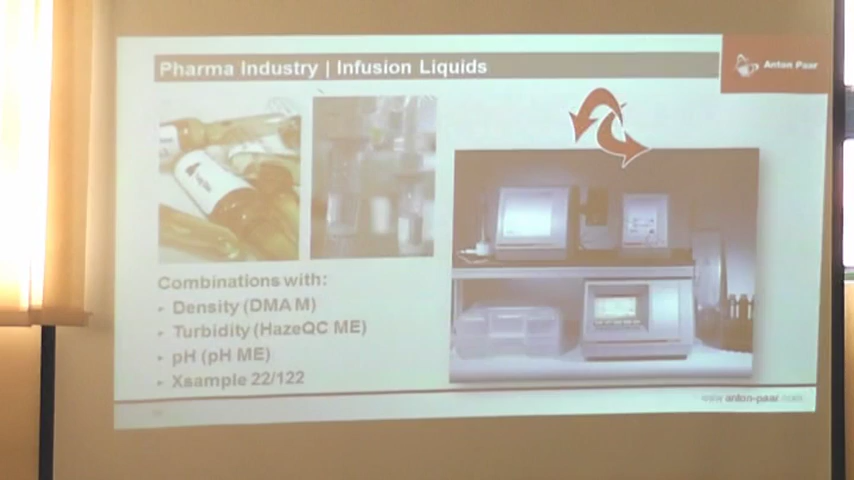 Pharma Industry | Infusion Liquids
Anton Paar
Combinations with:
Density (DMA M)
Turbidity (HazeQC ME)
pH (pH ME)
Xsample 22/122
www.anton-paar.com